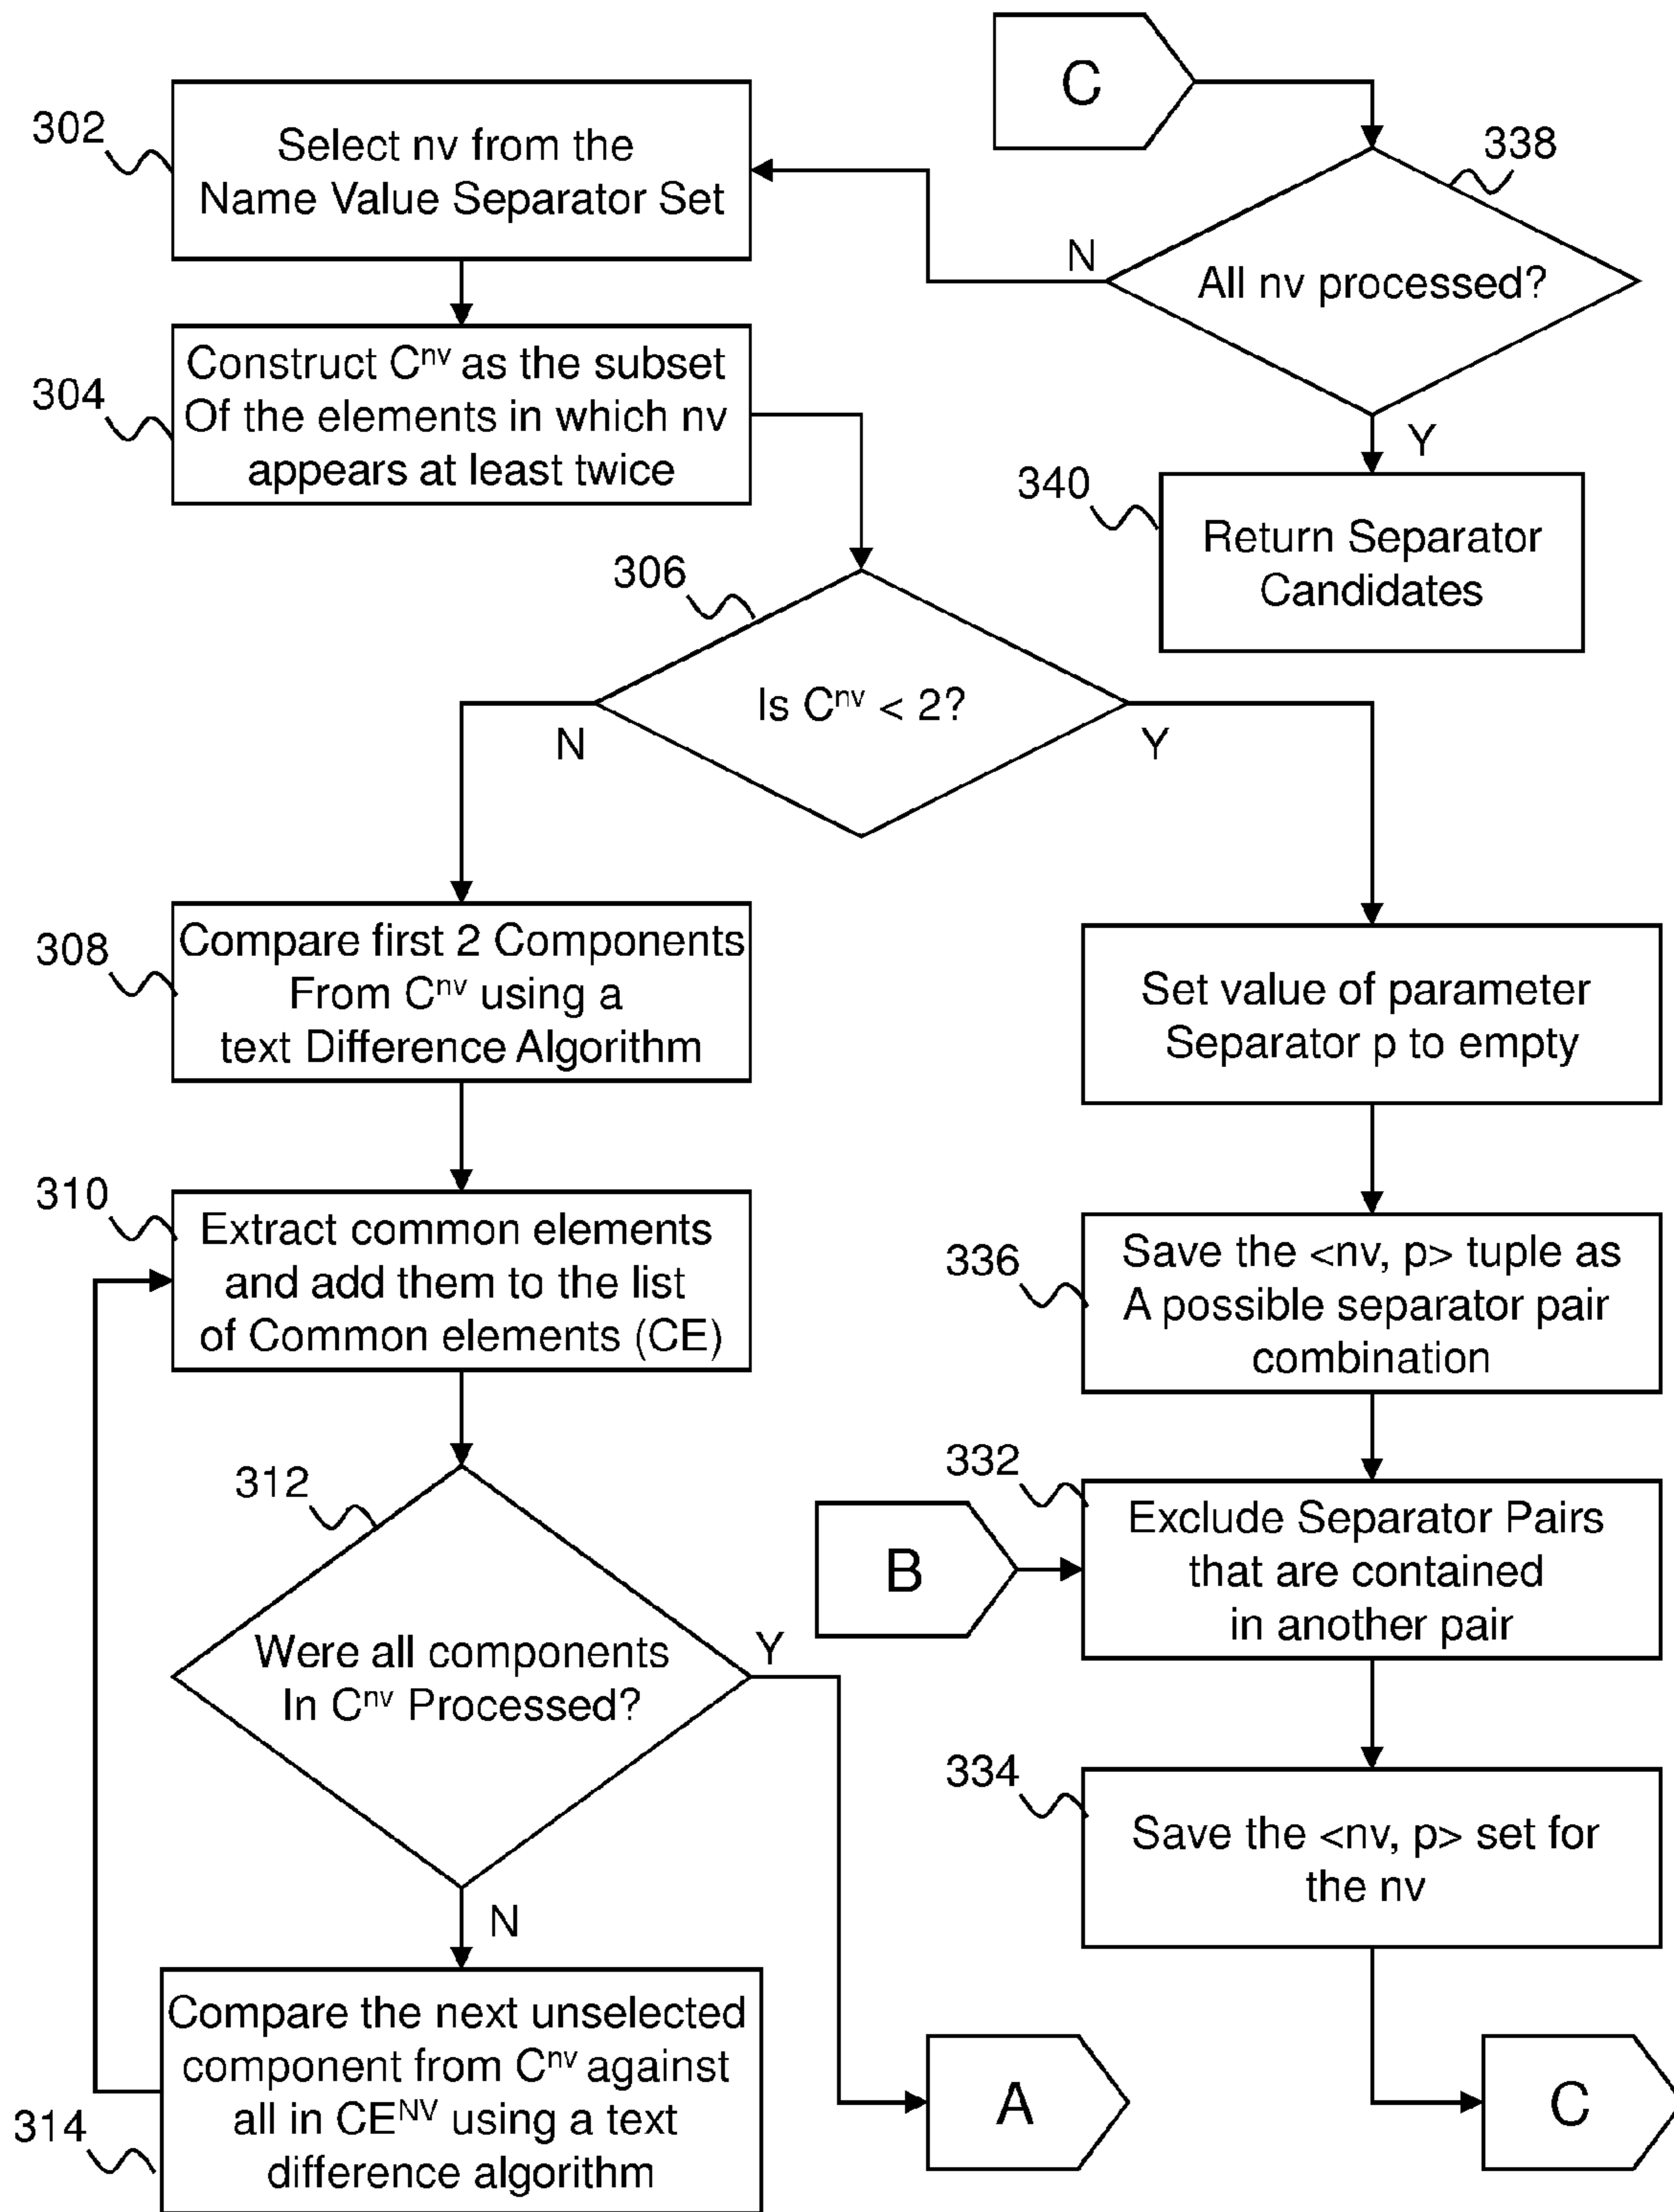 C
302
Select nv from the
Name Value Separator Set
338
All nv processed?
N
Y
304
Construct C^nv as the subset
Of the elements in which nv
appears at least twice
340
Return Separator
Candidates
306
Is C^nv < 2?
N
Y
308
Compare first 2 Components
From C^nv using a
text Difference Algorithm
Set value of parameter
Separator p to empty
310
Extract common elements
and add them to the list
of Common elements (CE)
336
Save the <nv, p> tuple as
A possible separator pair
combination
312
Were all components
In C^nv Processed?
Y
N
B
332
Exclude Separator Pairs
that are contained
in another pair
334
Save the <nv, p> set for
the nv
314
Compare the next unselected
component from C^nv against
all in CE^NV using a text
difference algorithm
A
C